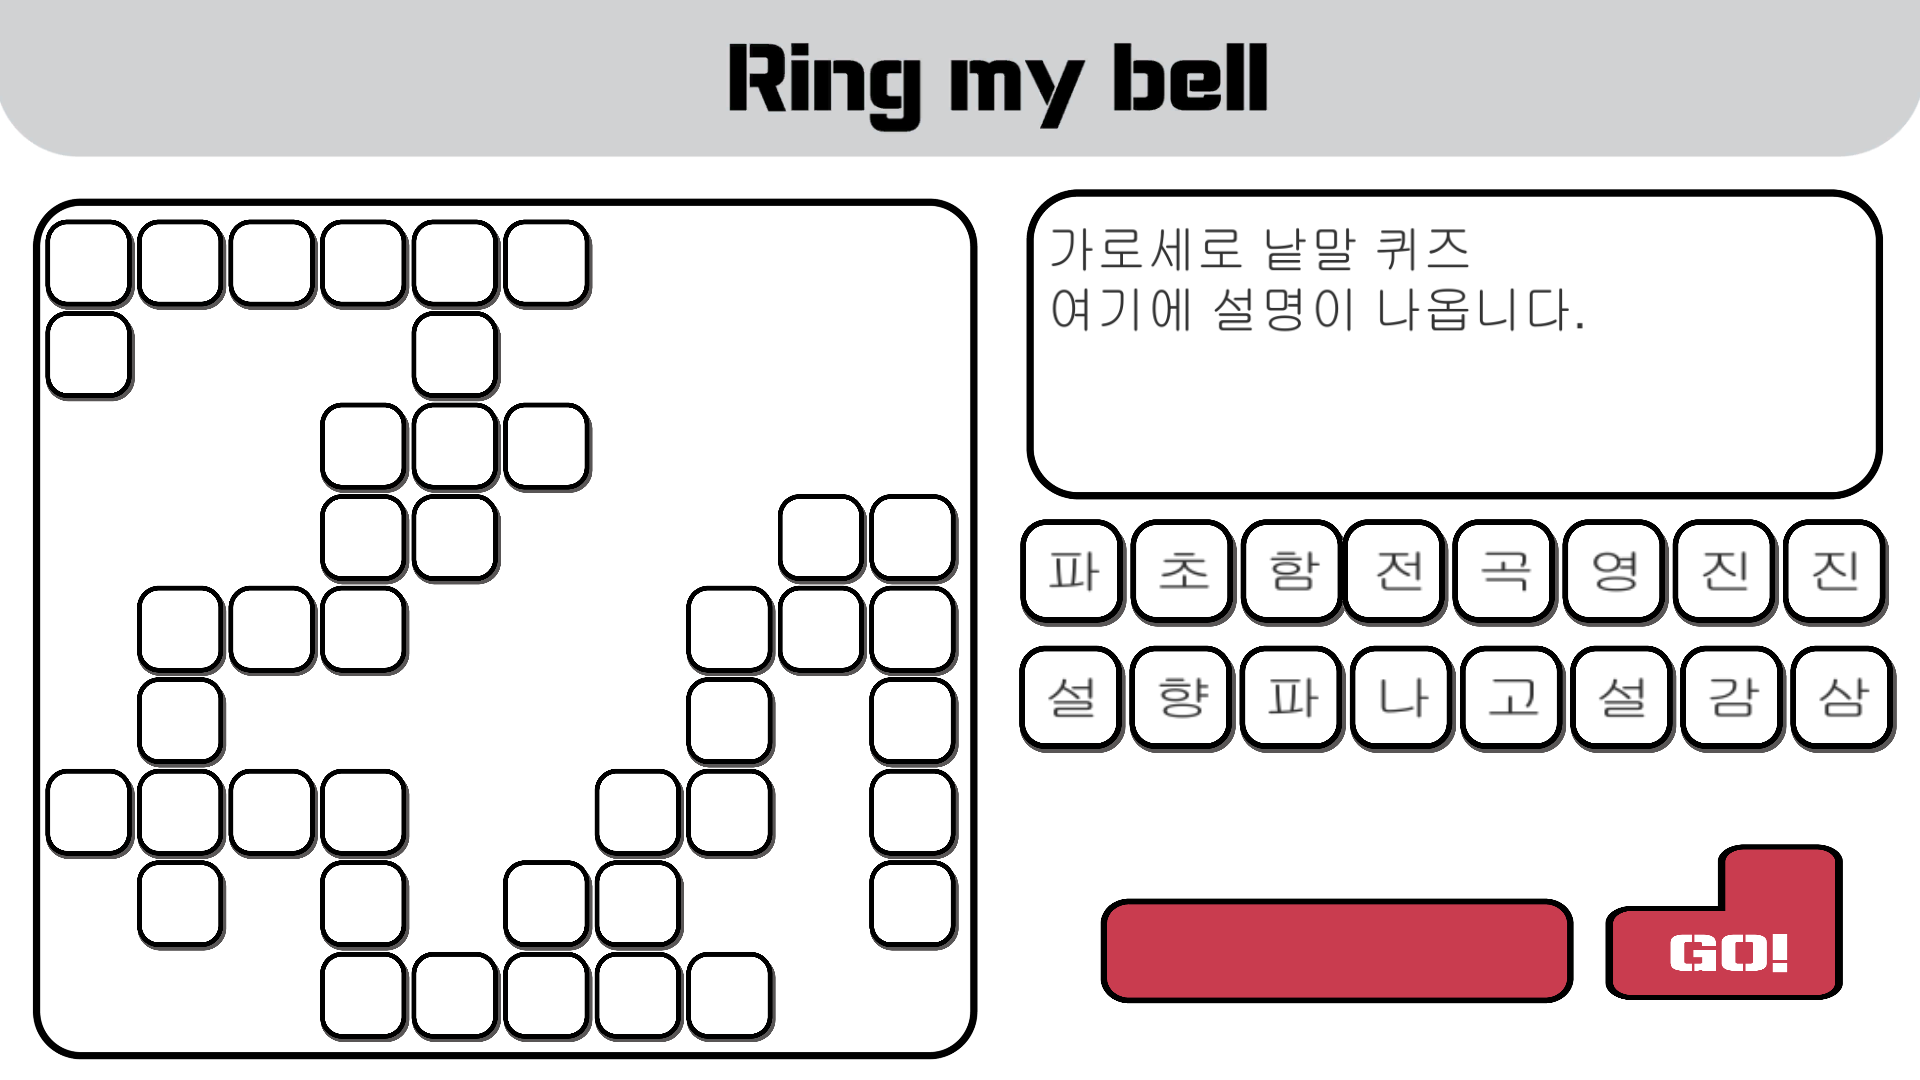 Ring my bell
가로세로 낱말 퀴즈
여기에 설명이 나옵니다.
파 초 함 전 곡 영 진 진
설 향 파 나 고 설 감 삼
GO!